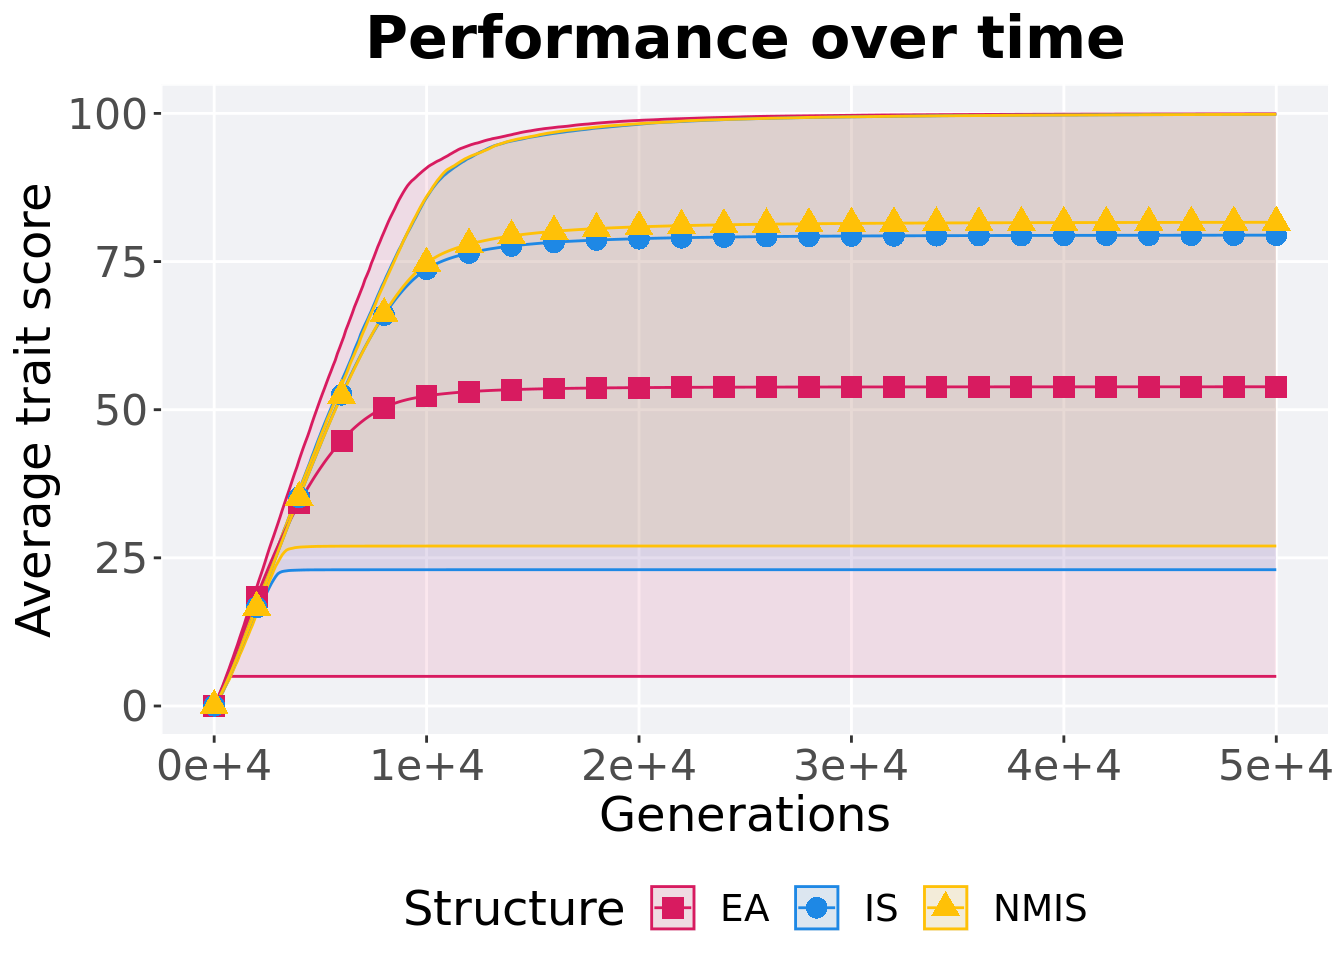 Performance over time
Average trait score
100
75
50
25
0
0e+4 1e+4 2e+4 3e+4 4e+4 5e+4
Generations
Structure EA IS NMIS